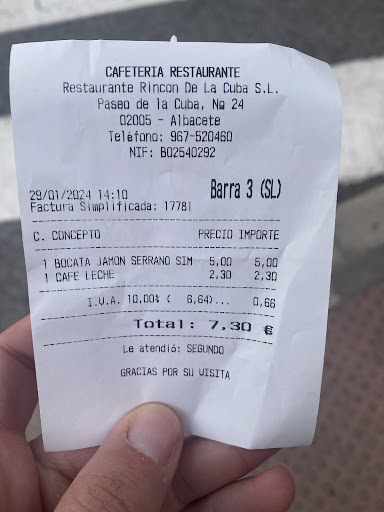 CAFETERIA RESTAURANTE
Restaurante Rincon De La Cuba S.L.
Paseo de la Cuba, Nº 24
02005 - Albacete
Teléfono: 967-520460
NIF: B02540292
29/01/2024 14:10 Barra 3 (SL)
Factura Simplificada: 17781
C. CONCEPTO PRECIO IMPORTE
1 BOCATA JAMON SERRANO SIM 5,00 5,00
1 CAFE LECHE 2,30 2,30
I.V.A. 10,00% ( 6,64)... 0,66
Total: 7,30 €
Le atendió: SEGUNDO
GRACIAS POR SU VISITA